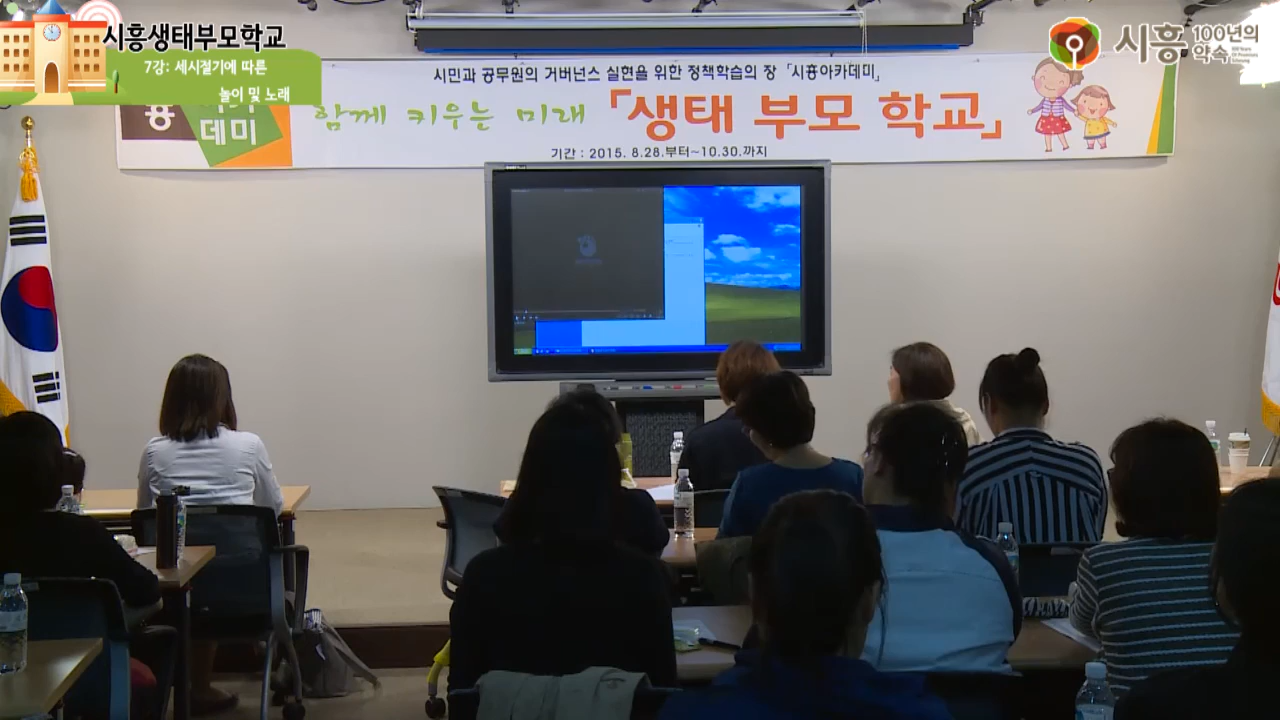 시흥생태부모학교
7강: 세시절기에 따른
놀이 및 노래
시흥 100년의 약속
시민과 공무원의 거버넌스 실현을 위한 정책학습의 장 「시흥아카데미」
흥
데미
함께 키우는 미래 「생태 부모 학교」
기간 : 2015. 8.28.부터~10.30.까지